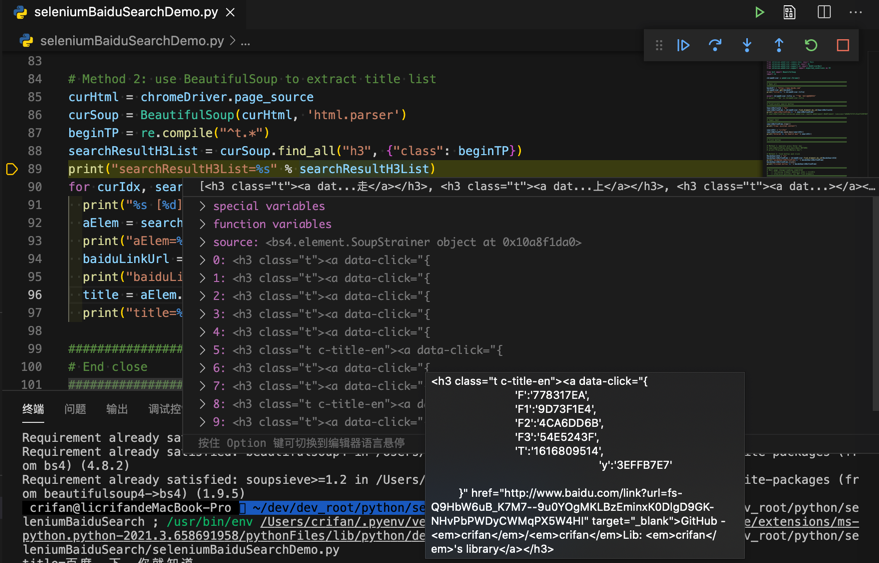 seleniumBaiduSearchDemo.py
seleniumBaiduSearchDemo.py > ...
83
84 # Method 2: use BeautifulSoup to extract title list
85 curHtml = chromeDriver.page_source
86 curSoup = BeautifulSoup(curHtml, 'html.parser')
87 beginTP = re.compile("^t.*")
88 searchResultH3List = curSoup.find_all("h3", {"class": beginTP})
89 print("searchResultH3List=%s" % searchResultH3List)
90 for curIdx, sear
[<h3 class="t"><a dat...走</a></h3>, <h3 class="t"><a dat...上</a></h3>, <h3 class="t"><a dat...></a><...
91 print("%s [%d]
92 aElem = search
93 print("aElem=%
94 baiduLinkUrl =
95 print("baiduLi
96 title = aElem.
97 print("title=%
98
99 ################
100 # End close
101 ################
> special variables
> function variables
> source: <bs4.element.SoupStrainer object at 0x10a8f1da0>
> 0: <h3 class="t"><a data-click="{
> 1: <h3 class="t"><a data-click="{
> 2: <h3 class="t"><a data-click="{
> 3: <h3 class="t"><a data-click="{
> 4: <h3 class="t"><a data-click="{
> 5: <h3 class="t c-title-en"><a data-click="{
> 6: <h3 class="t"><a data-click="{
> 7: <h3 class="t"><a data-click="{
> 8: <h3 class="t c-title-en"><a da
> 9: <h3 class="t"><a data-click="{
按住 Option 键可切换到编辑器语言悬停
<h3 class="t c-title-en"><a data-click="{
'F':'778317EA',
'F1':'9D73F1E4',
'F2':'4CA6DD6B',
'F3':'54E5243F',
'T':'1616809514',
'y':'3EFFB7E7'
}" href="http://www.baidu.com/link?url=fs-
Q9HbW6uB_K7M7--9u0YOgMKLBzEminxK0DIgD9GK-
NHvPbPWDyCWMqPX5W4HI" target="_blank">GitHub -
<em>crifan</em>/<em>crifan</em>Lib: <em>crifan</
em>'s library</a></h3>
终端 问题 输出 调试控
Requirement already sat
Requirement already satisfied: beautifulsoup4 in /Users/ ite-packages (fr
om bs4) (4.8.2)
Requirement already satisfied: soupsieve>=1.2 in /Users/ ite-packages (fr
om beautifulsoup4->bs4) (1.9.5)
crifan@licrifandeMacBook-Pro ~/dev/dev_root/python/se v_root/python/se
leniumBaiduSearch ; /usr/bin/env /Users/crifan/.pyenv/ve e/extensions/ms-
python.python-2021.3.658691958/pythonFiles/lib/python/de v_root/python/se
leniumBaiduSearch/seleniumBaiduSearchDemo.py
title=百度一下，你就知道